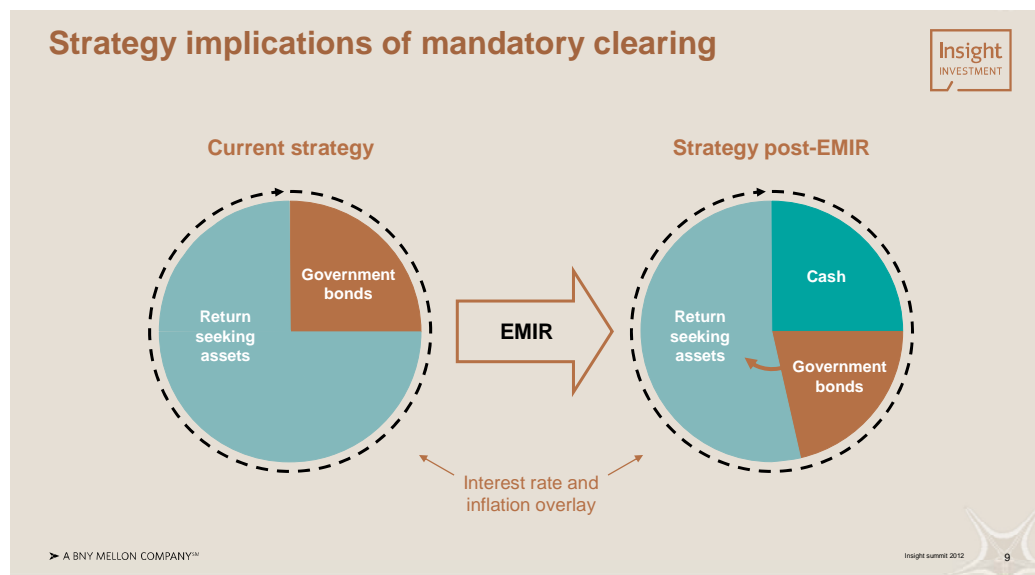 Strategy implications of mandatory clearing
Insight
INVESTMENT
Current strategy
Strategy post-EMIR
Government
bonds
Return
seeking
assets
EMIR
Cash
Return
seeking
assets
Government
bonds
Interest rate and
inflation overlay
A BNY MELLON COMPANY℠
Insight summit 2012
9